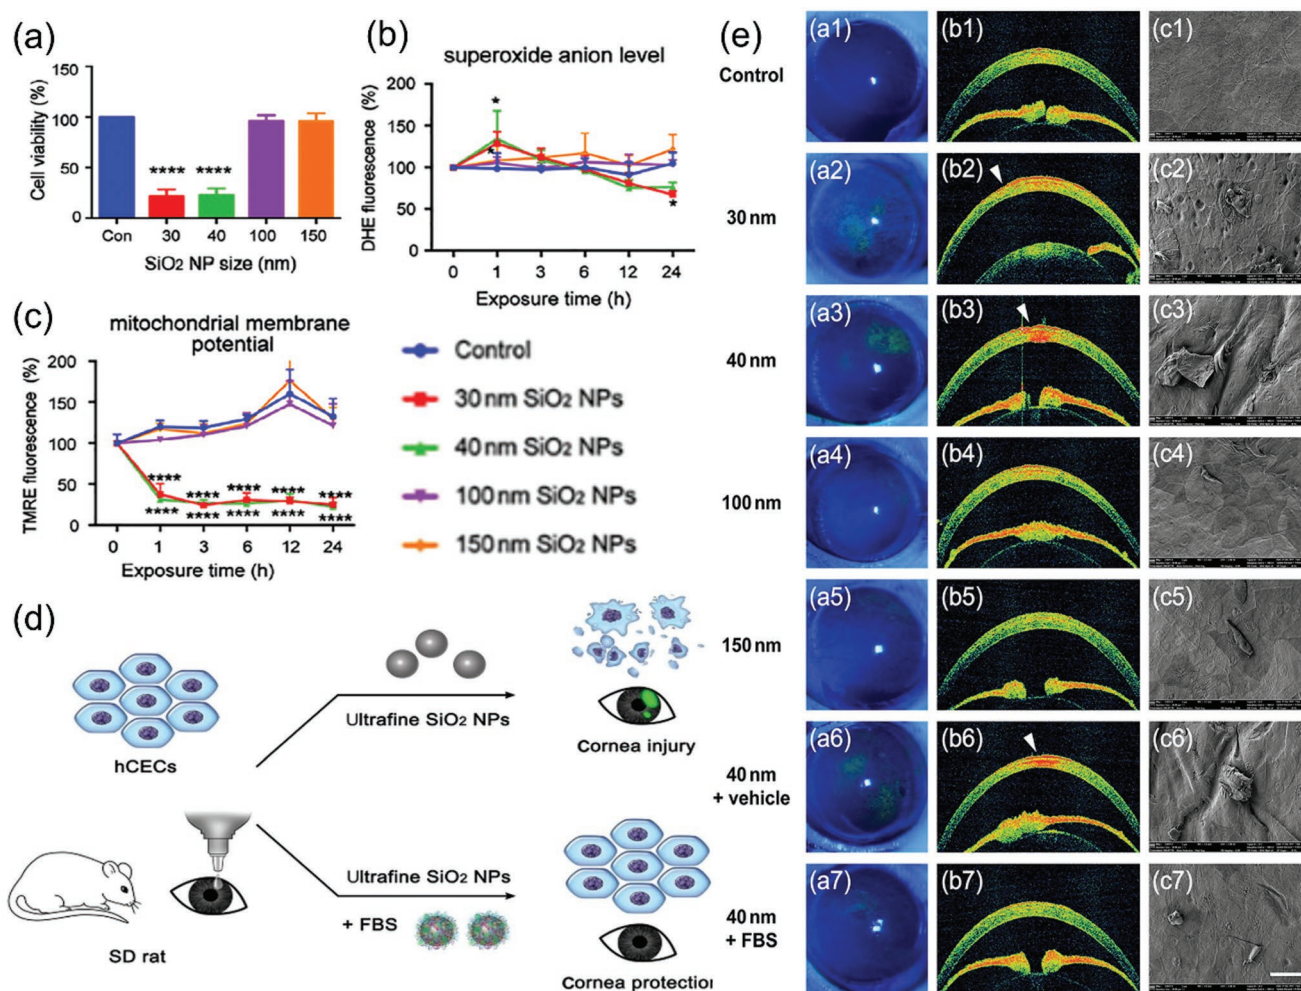 (a)
150
100
50
0
Cell viability (%)
****
****
Con
30
40
100
150
SiO₂ NP size (nm)
(b)
superoxide anion level
200
150
100
50
0
DHE fluorescence (%)
*
*
*
0
1
3
6
12
24
Exposure time (h)
(c)
mitochondrial membrane
potential
200
150
100
50
0
TMRE fluorescence (%)
**** **** **** **** ****
**** **** **** **** ****
0
1
3
6
12
24
Exposure time (h)
Control
30 nm SiO₂ NPs
40 nm SiO₂ NPs
100 nm SiO₂ NPs
150 nm SiO₂ NPs
(d)
hCECs
SD rat
Ultrafine SiO₂ NPs
Cornea injury
Ultrafine SiO₂ NPs
+ FBS
Cornea protection
(e)
Control
(a1)
(b1)
(c1)
30 nm
(a2)
(b2)
(c2)
40 nm
(a3)
(b3)
(c3)
100 nm
(a4)
(b4)
(c4)
150 nm
(a5)
(b5)
(c5)
40 nm
+ vehicle
(a6)
(b6)
(c6)
40 nm
+ FBS
(a7)
(b7)
(c7)